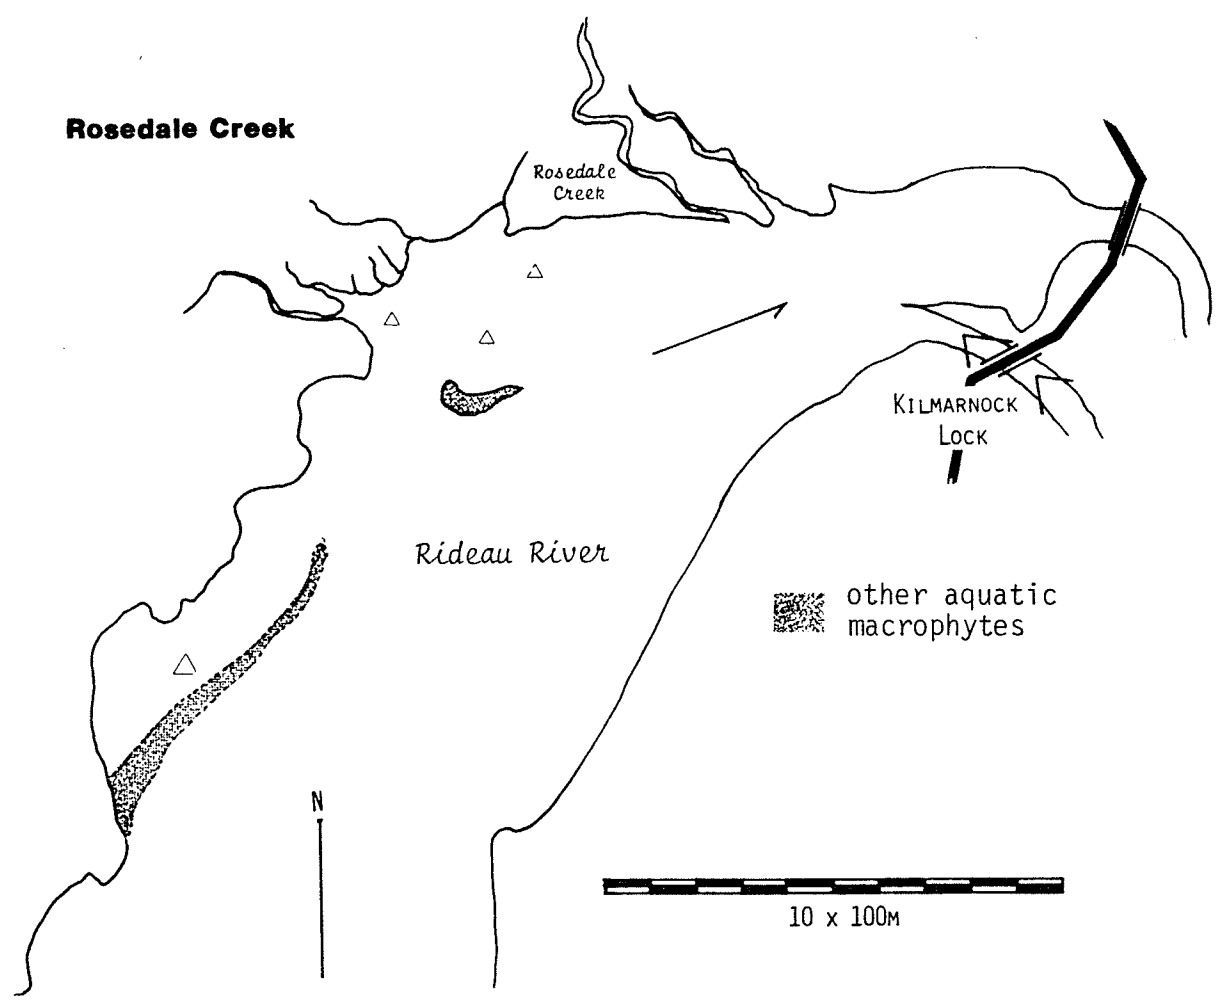 Rosedale Creek
Rosedale
Creek
KILMARNOCK
LOCK
Rideau River
other aquatic
macrophytes
N
10 x 100M